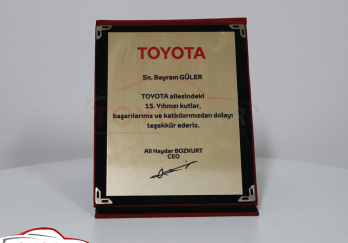 TOYOTA
Sn. Bayram GÜLER
TOYOTA ailesindeki
15. Yılınızı kutlar,
başarılarınız ve katkılarınızdan dolayı
teşekkür ederiz.
Ali Haydar BOZKURT
CEO